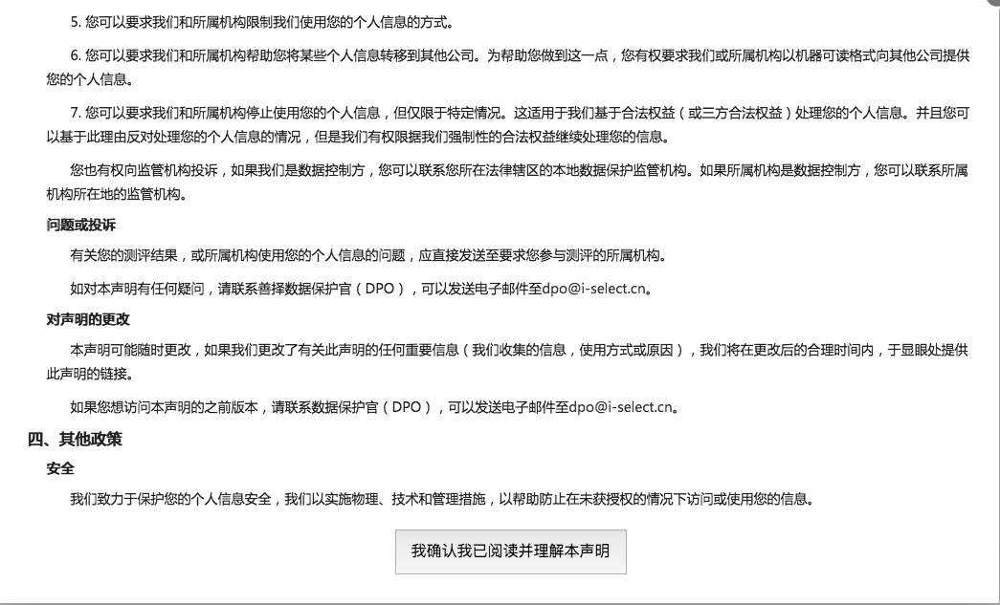 5. 您可以要求我们和所属机构限制我们使用您的个人信息的方式。
6. 您可以要求我们和所属机构帮助您将某些个人信息转移到其他公司。为帮助您做到这一点，您有权要求我们或所属机构以机器可读格式向其他公司提供
您的个人信息。
7. 您可以要求我们和所属机构停止使用您的个人信息，但仅限于特定情况。这适用于我们基于合法权益（或三方合法权益）处理您的个人信息。并且您可
以基于此理由反对处理您的个人信息的情况，但是我们有权限据我们强制性的合法权益继续处理您的信息。
您也有权向监管机构投诉，如果我们是数据控制方，您可以联系您所在法律辖区的本地数据保护监管机构。如果所属机构是数据控制方，您可以联系所属
机构所在地的监管机构。
问题或投诉
有关您的测评结果，或所属机构使用您的个人信息的问题，应直接发送至要求您参与测评的所属机构。
如对本声明有任何疑问，请联系善择数据保护官（DPO），可以发送电子邮件至dpo@i-select.cn。
对声明的更改
本声明可能随时更改，如果我们更改了有关此声明的任何重要信息（我们收集的信息，使用方式或原因），我们将在更改后的合理时间内，于显眼处提供
此声明的链接。
如果您想访问本声明的之前版本，请联系数据保护官（DPO），可以发送电子邮件至dpo@i-select.cn。
四、其他政策
安全
我们致力于保护您的个人信息安全，我们以实施物理、技术和管理措施，以帮助防止在未获授权的情况下访问或使用您的信息。
我确认我已阅读并理解本声明